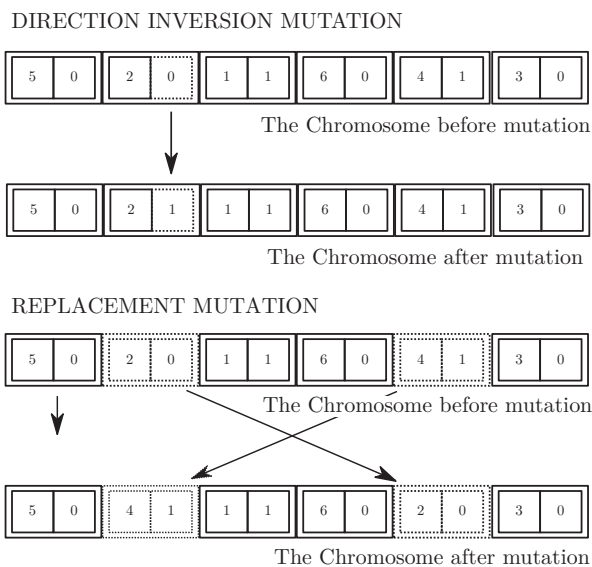 DIRECTION INVERSION MUTATION
5 0 2 0 1 1 6 0 4 1 3 0
The Chromosome before mutation
5 0 2 1 1 1 6 0 4 1 3 0
The Chromosome after mutation
REPLACEMENT MUTATION
5 0 2 0 1 1 6 0 4 1 3 0
The Chromosome before mutation
5 0 4 1 1 1 6 0 2 0 3 0
The Chromosome after mutation